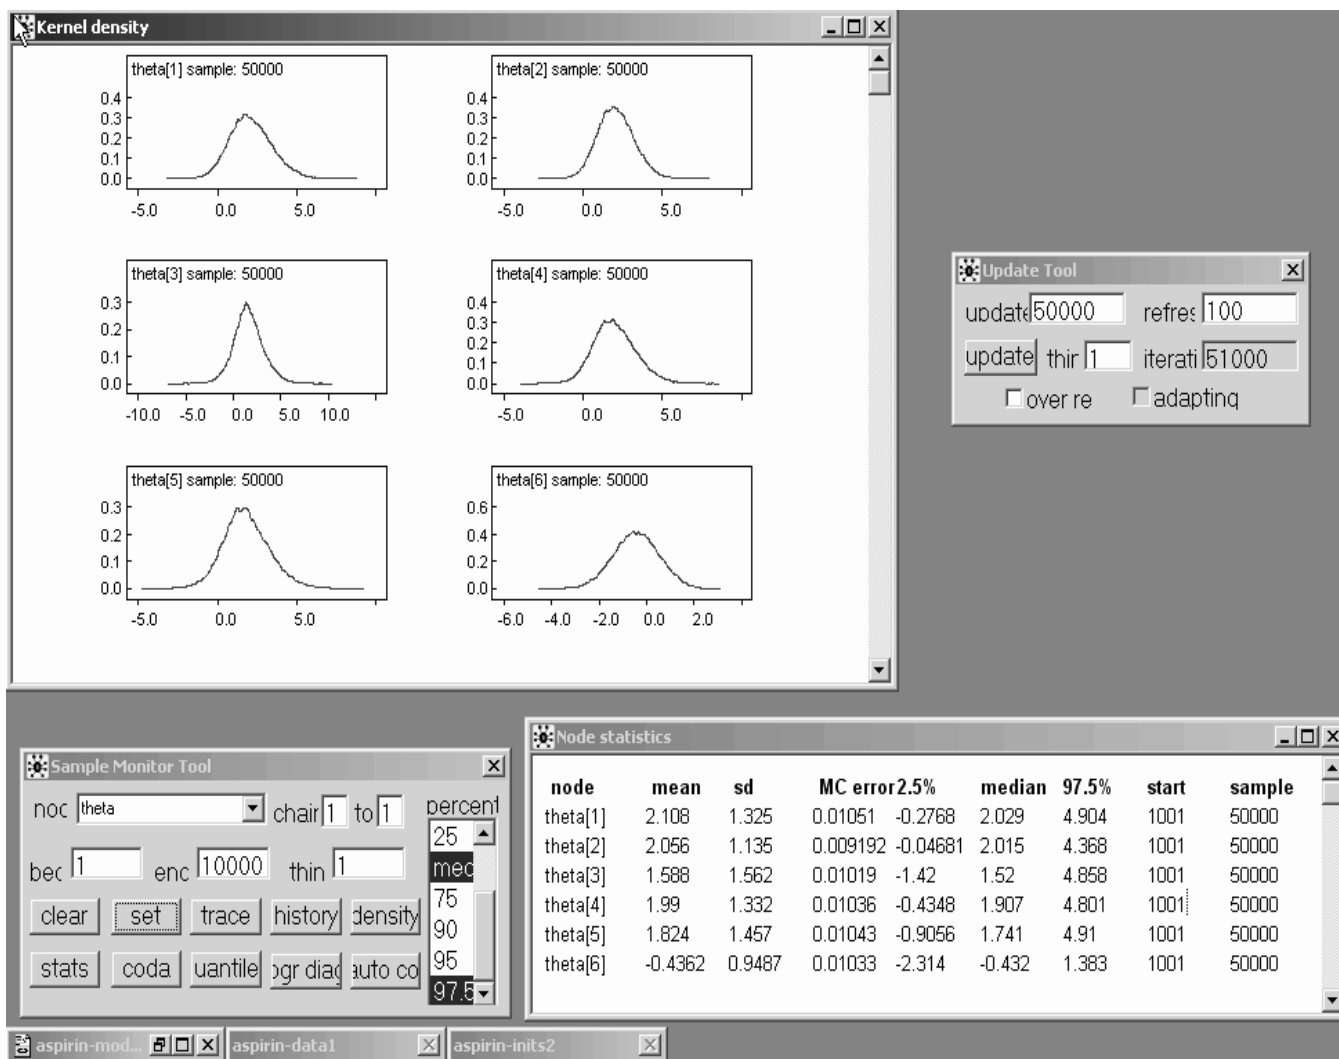 Kernel density
theta[1] sample: 50000
0.4
0.3
0.2
0.1
0.0
-5.0 0.0 5.0
theta[2] sample: 50000
0.4
0.3
0.2
0.1
0.0
-5.0 0.0 5.0
theta[3] sample: 50000
0.3
0.2
0.1
0.0
-10.0 -5.0 0.0 5.0 10.0
theta[4] sample: 50000
0.4
0.3
0.2
0.1
0.0
-5.0 0.0 5.0
theta[5] sample: 50000
0.3
0.2
0.1
0.0
-5.0 0.0 5.0
theta[6] sample: 50000
0.6
0.4
0.2
0.0
-6.0 -4.0 -2.0 0.0 2.0
Update Tool
update 50000 refres 100
update thir 1 iterati 51000
over re adapting
Sample Monitor Tool
noc theta chair 1 to 1 percent
bec 1 enc 10000 thin 1
25
mec
75
90
95
97.5
clear set trace history density
stats coda uantile ogr diag auto co
Node statistics
node mean sd MC error 2.5% median 97.5% start sample
theta[1] 2.108 1.325 0.01051 -0.2768 2.029 4.904 1001 50000
theta[2] 2.056 1.135 0.009192 -0.04681 2.015 4.368 1001 50000
theta[3] 1.588 1.562 0.01019 -1.42 1.52 4.858 1001 50000
theta[4] 1.99 1.332 0.01036 -0.4348 1.907 4.801 1001 50000
theta[5] 1.824 1.457 0.01043 -0.9056 1.741 4.91 1001 50000
theta[6] -0.4362 0.9487 0.01033 -2.314 -0.432 1.383 1001 50000
aspirin-mod... aspirin-data1 aspirin-inits2